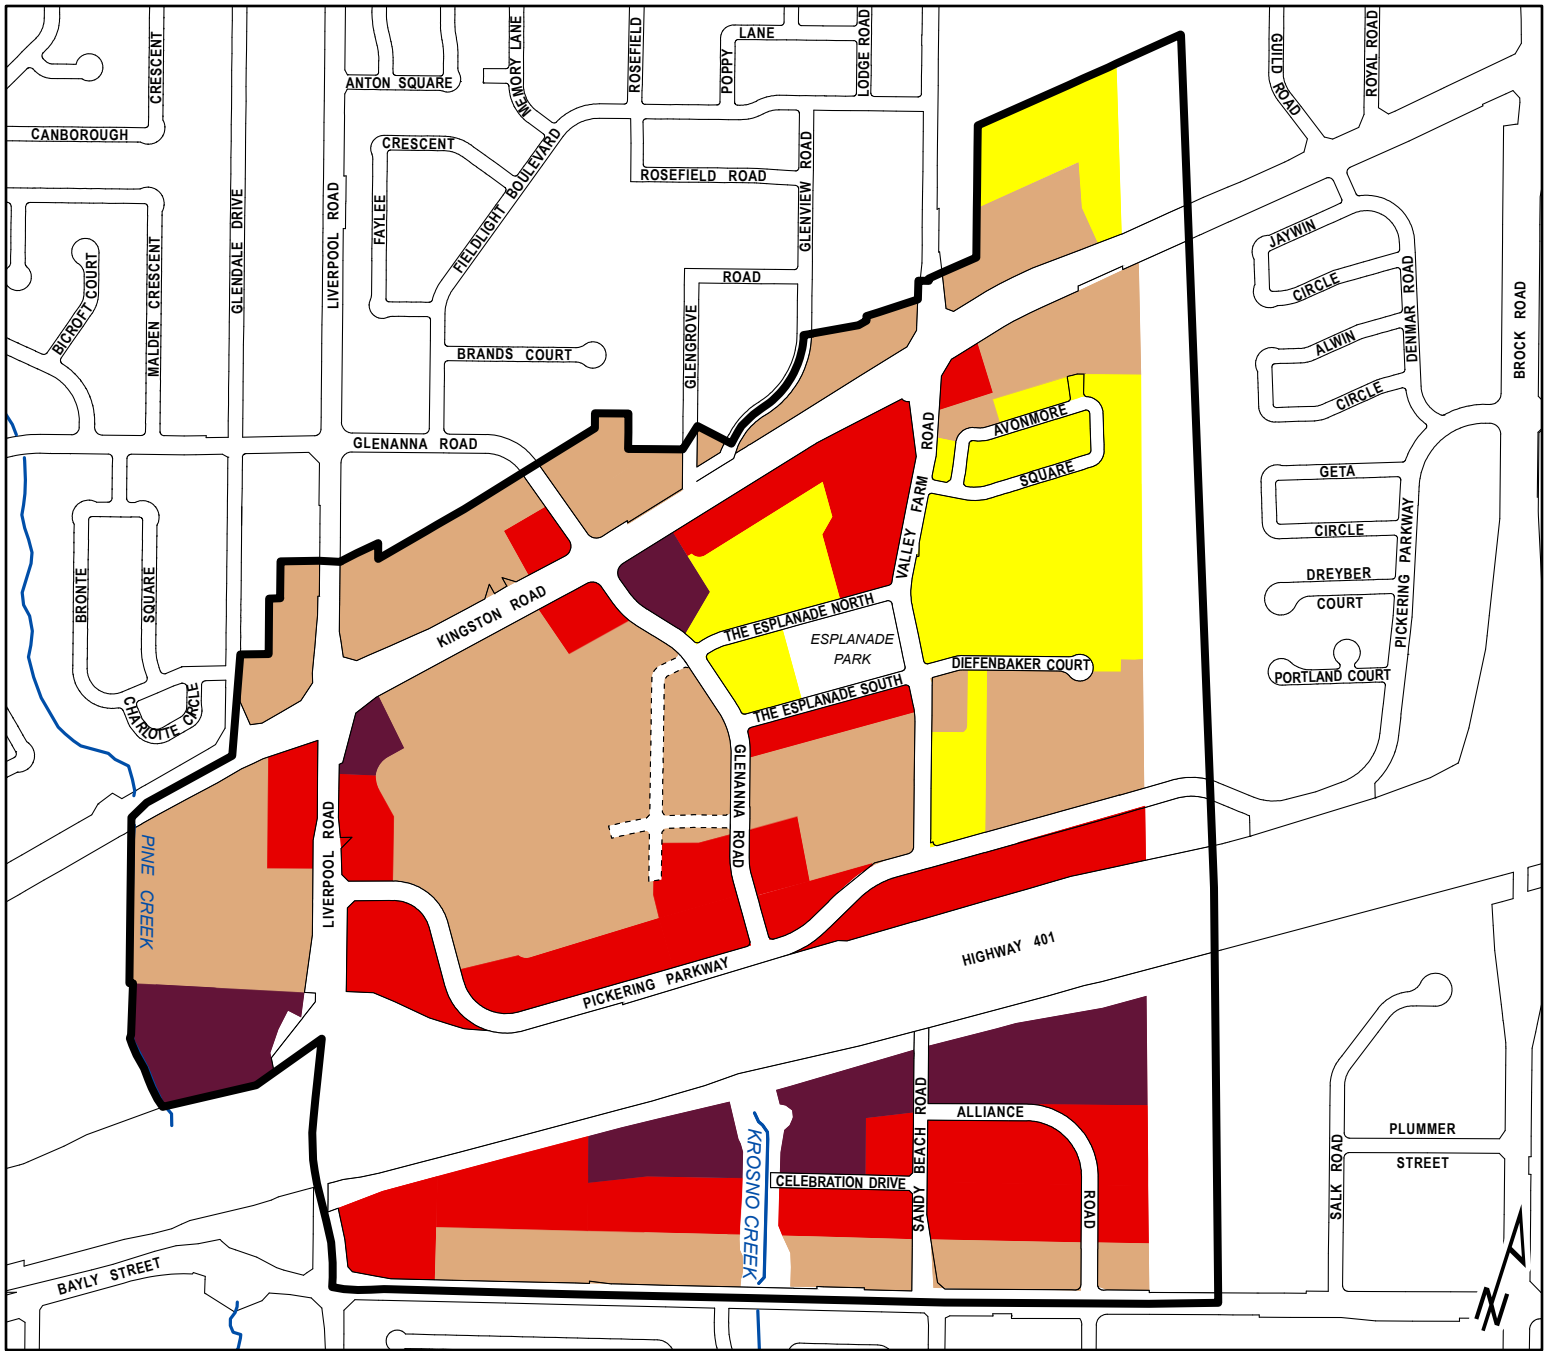 CRESCENT
ANTON SQUARE
MEMORY LANE
ROSEFIELD
POPPY
LANE
LODGE ROAD
GUILD ROAD
ROYAL ROAD
CANBOROUGH
CRESCENT
FAYLEE
FIELDLIGHT BOULEVARD
ROSEFIELD ROAD
GLENVIEW ROAD
GLENDALE DRIVE
LIVERPOOL ROAD
MALDEN CRESCENT
BICROFT COURT
ROAD
GLENGROVE
BRANDS COURT
JAYWIN
CIRCLE
DENMAR ROAD
ALWIN
CIRCLE
BROCK ROAD
GLENANNA ROAD
AVONMORE
SQUARE
VALLEY FARM ROAD
GETA
CIRCLE
PICKERING PARKWAY
DREYBER
COURT
BRONTE
SQUARE
KINGSTON ROAD
THE ESPLANADE NORTH
ESPLANADE
PARK
DIEFENBAKER COURT
PORTLAND COURT
CHARLOTTE CIRCLE
THE ESPLANADE SOUTH
GLENANNA ROAD
LIVERPOOL ROAD
PINE CREEK
PICKERING PARKWAY
HIGHWAY 401
SANDY BEACH ROAD
ALLIANCE
ROAD
KROSNO CREEK
CELEBRATION DRIVE
SALK ROAD
PLUMMER
STREET
BAYLY STREET
N